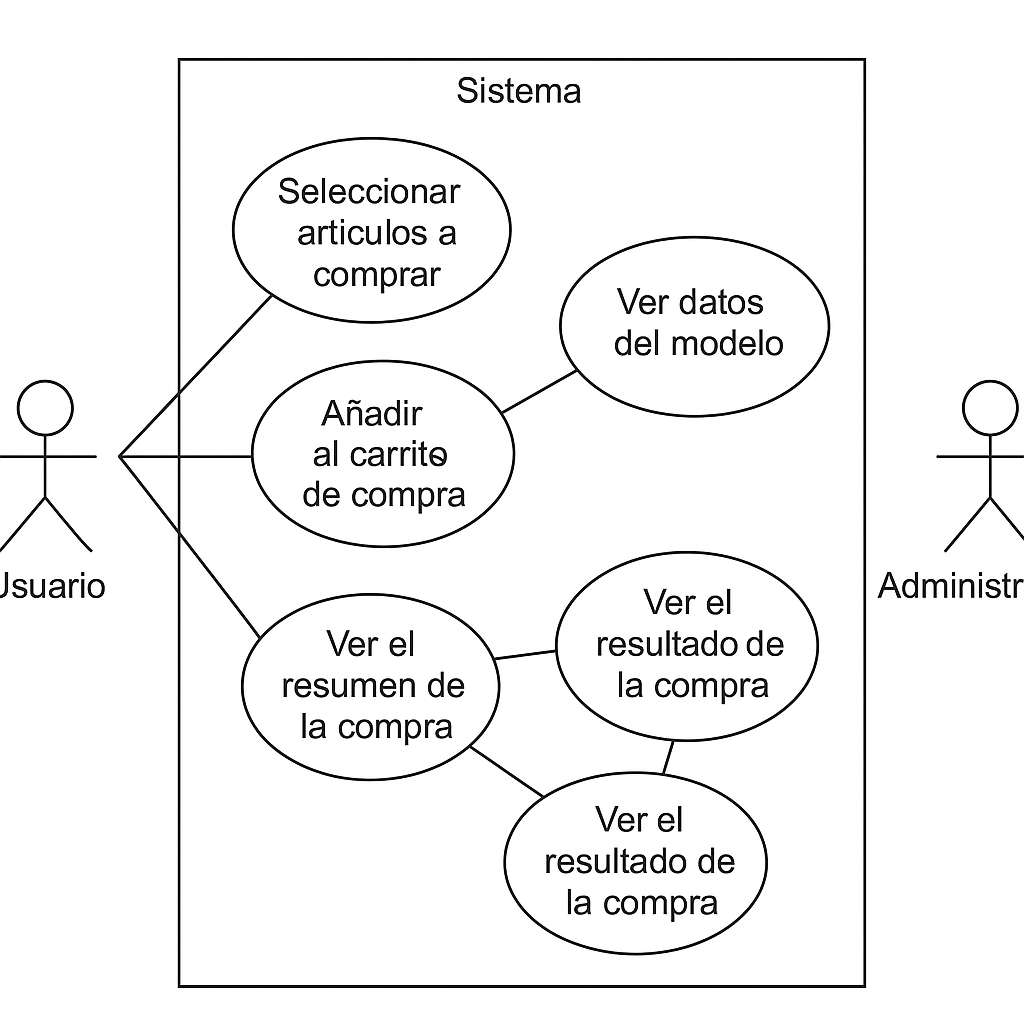 Sistema
Seleccionar
articulos a
comprar
Ver datos
del modelo
Añadir
al carrito
de compra
Usuario
Administr
Ver el
resumen de
la compra
Ver el
resultado de
la compra
Ver el
resultado de
la compra